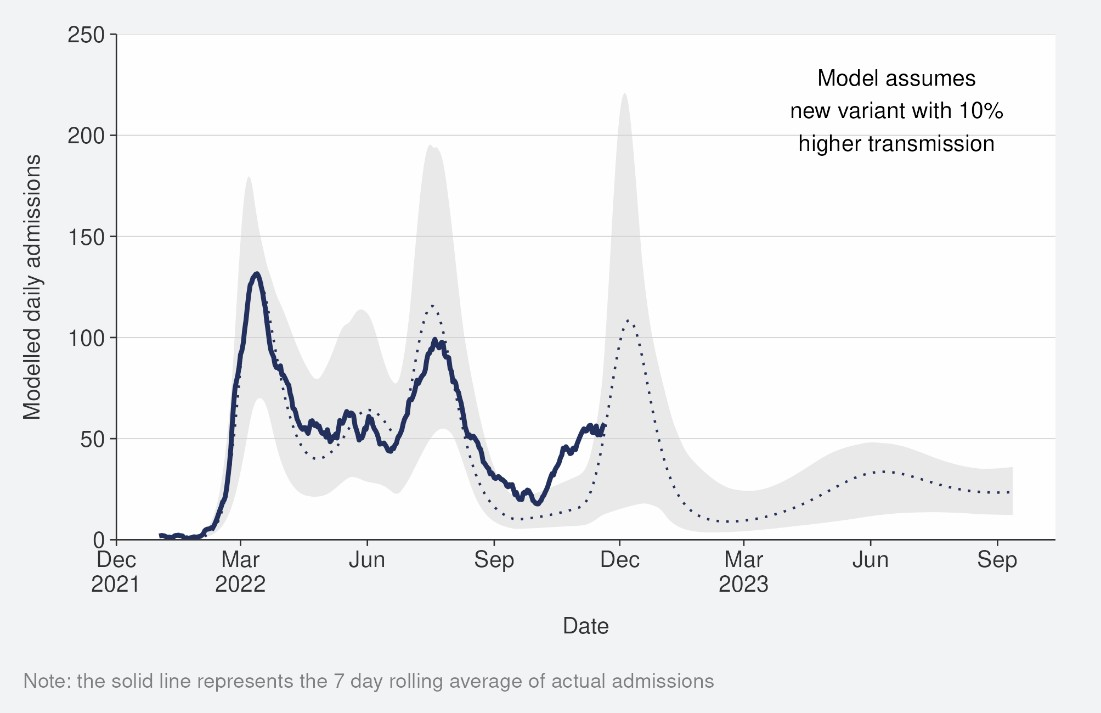 250
Model assumes
new variant with 10%
higher transmission
200
150
100
50
0
Modelled daily admissions
Dec Mar Jun Sep Dec Mar Jun Sep
2021 2022 2023
Date
Note: the solid line represents the 7 day rolling average of actual admissions